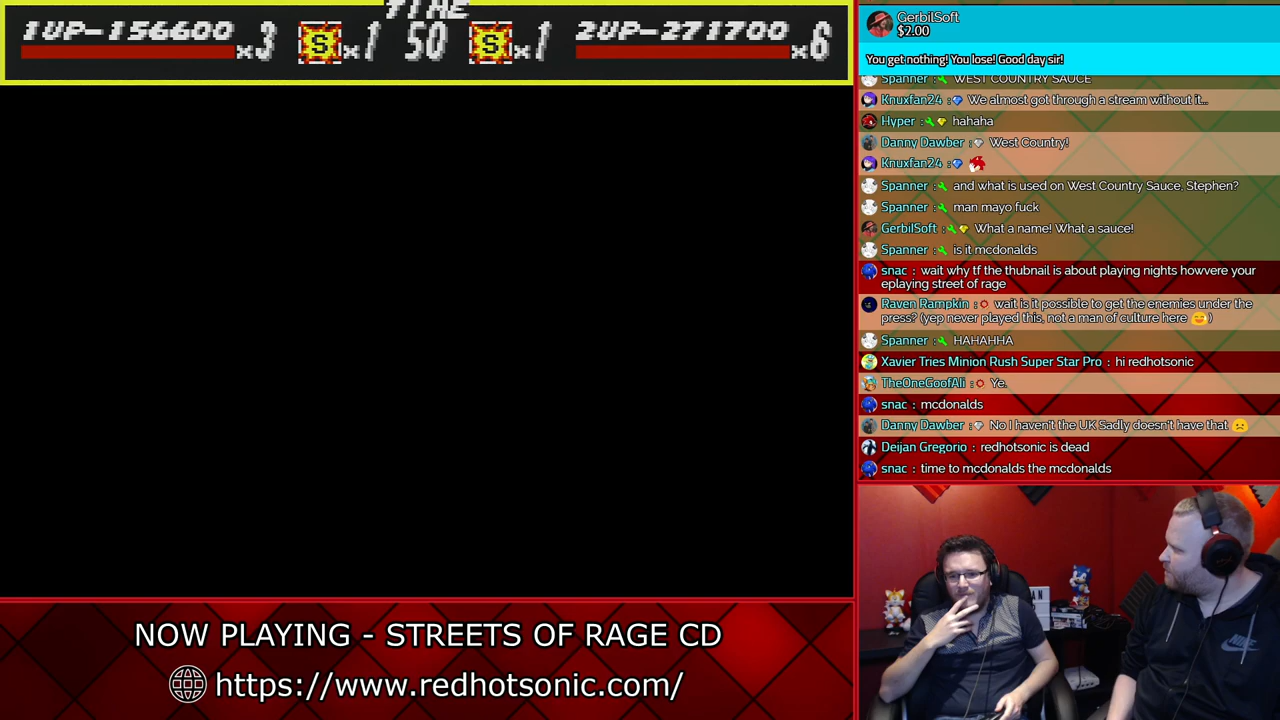 TIME
1UP-156600 x3 S x1 50 S x1 2UP-271700 x6
GerbilSoft
$2.00
You get nothing! You lose! Good day sir!
Spanner : WEST COUNTRY SAUCE
Knuxfan24 : We almost got through a stream without it...
Hyper : hahaha
Danny Dawber : West Country!
Knuxfan24 :
Spanner : and what is used on West Country Sauce, Stephen?
Spanner : man mayo fuck
GerbilSoft : What a name! What a sauce!
Spanner : is it mcdonalds
snac : wait why tf the thubnail is about playing nights howvere your
eplaying street of rage
Raven Rampkin : wait is it possible to get the enemies under the
press? (yep never played this, not a man of culture here 😄)
Spanner : HAHAHHA
Xavier Tries Minion Rush Super Star Pro : hi redhotsonic
TheOneGoofAli : Ye.
snac : mcdonalds
Danny Dawber : No I haven't the UK Sadly doesn't have that ☹
Deijan Gregorio : redhotsonic is dead
snac : time to mcdonalds the mcdonalds
NIKE
NOW PLAYING - STREETS OF RAGE CD
https://www.redhotsonic.com/